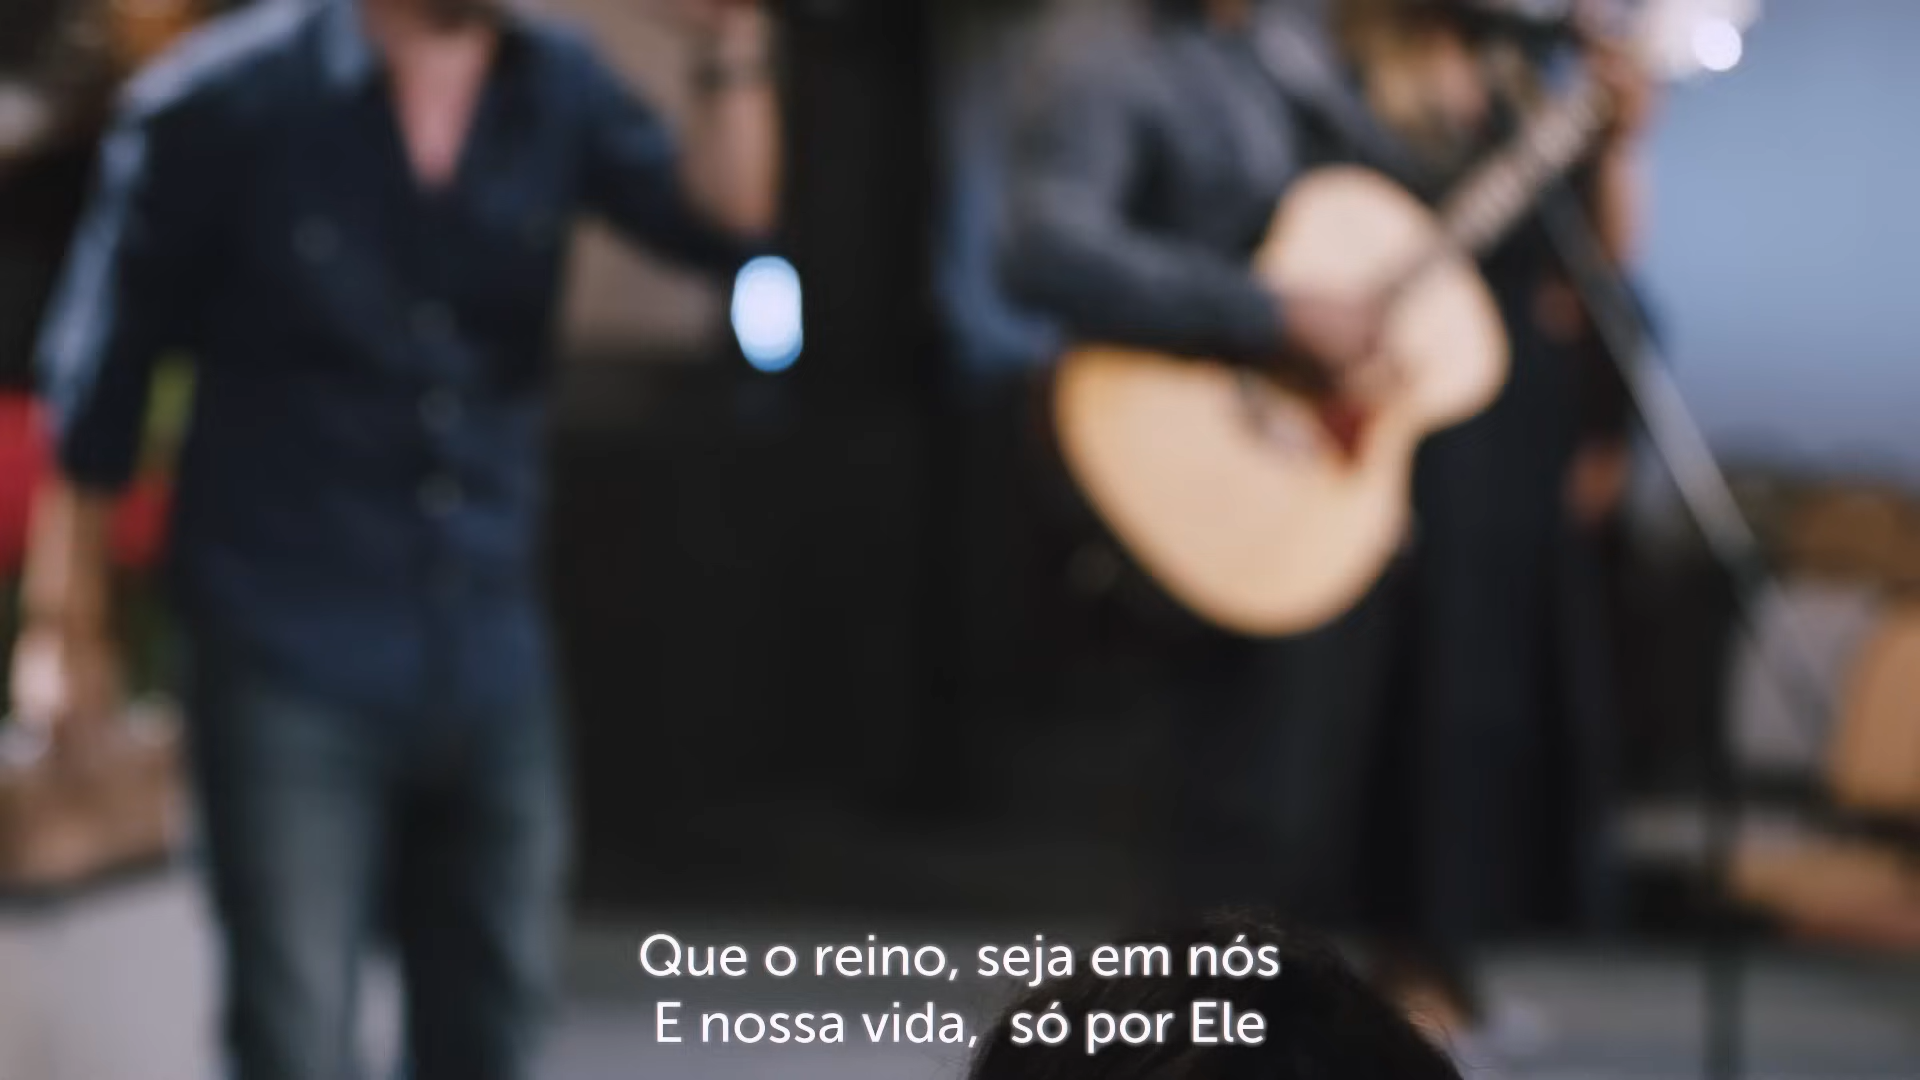 Que o reino, seja em nós
E nossa vida,  só por Ele